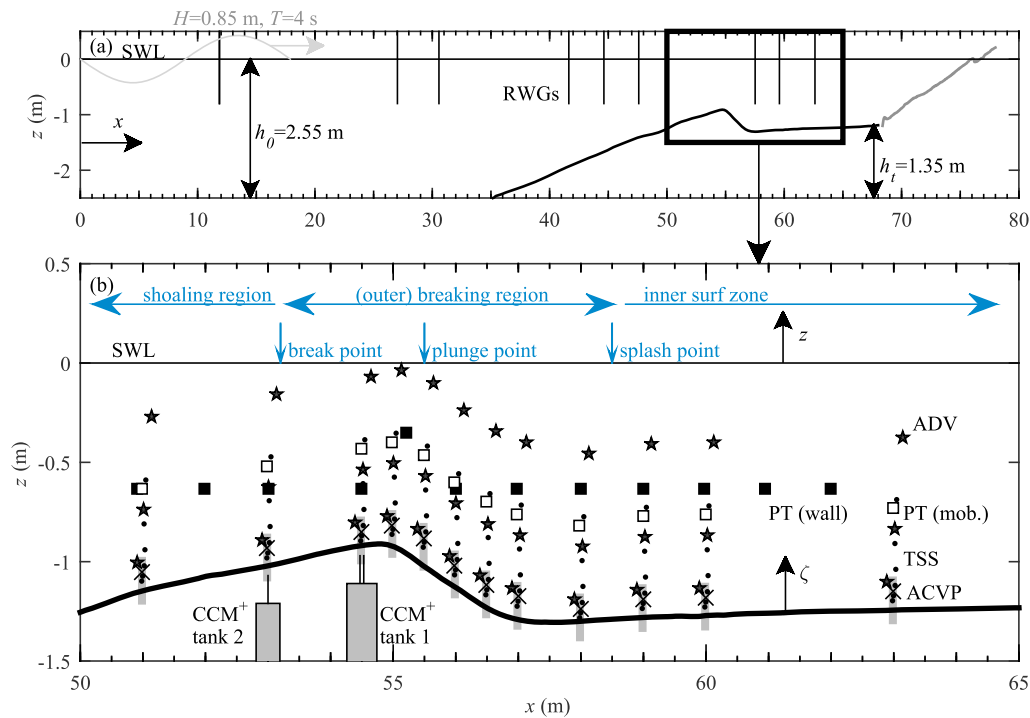 H=0.85 m, T=4 s
(a)
SWL
RWGs
x
h0=2.55 m
ht=1.35 m
z (m)
0
-1
-2
0 10 20 30 40 50 60 70 80
(b)
shoaling region
(outer) breaking region
inner surf zone
break point
plunge point
splash point
SWL
z
ADV
PT (wall)
PT (mob.)
TSS
ζ
ACVP
CCM+
tank 2
CCM+
tank 1
z (m)
0.5
0
-0.5
-1
-1.5
50 55 60 65
x (m)